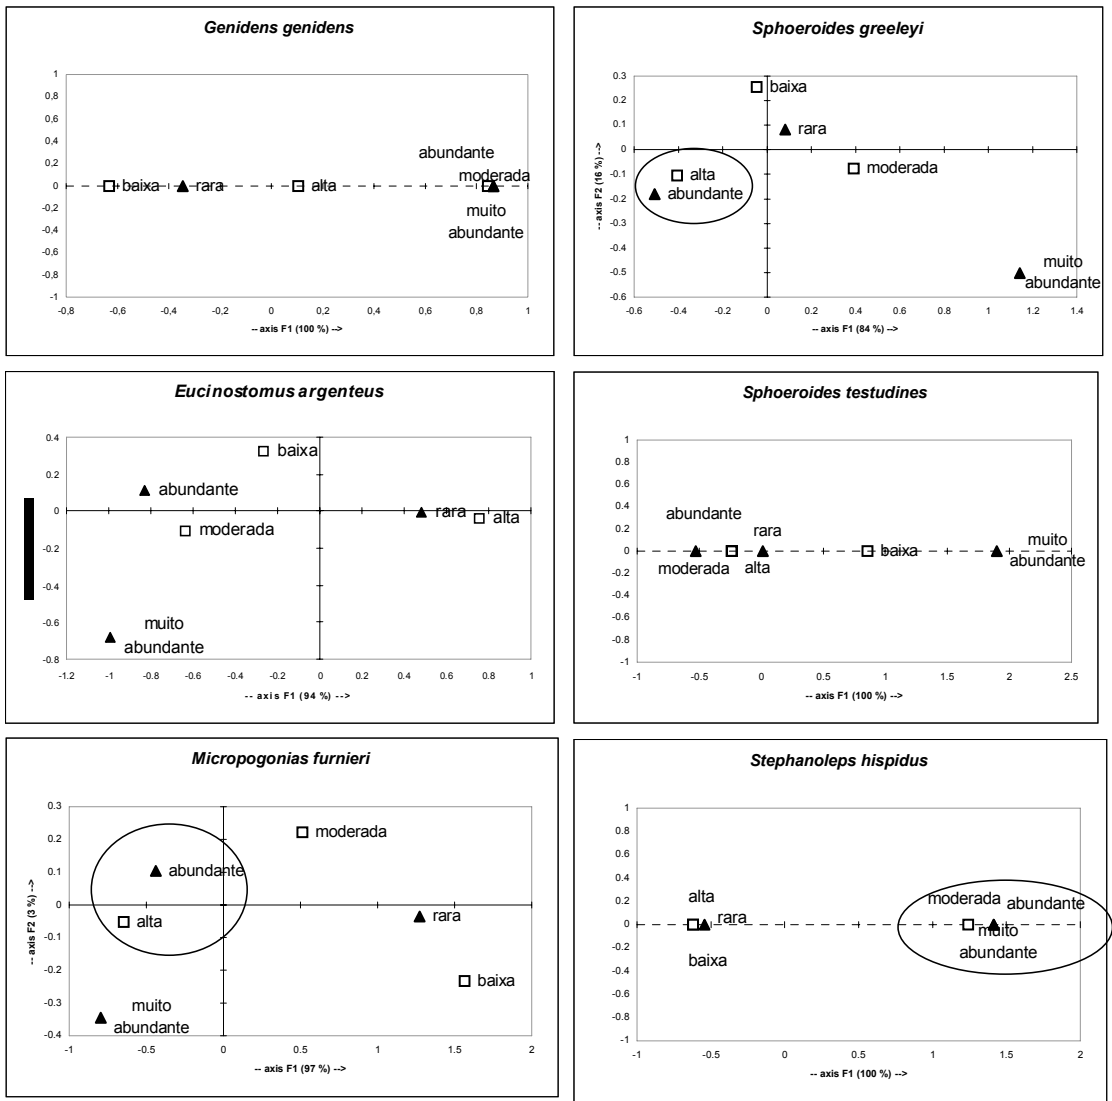 Genidens genidens
1
0,8
0,6
0,4
0,2
0
-0,2
-0,4
-0,6
-0,8
-1
abundante
baixa
rara
alta
moderada
muito
abundante
-0,8
-0,6
-0,4
-0,2
0
0,2
0,4
0,6
0,8
1
-- axis F1 (100 %) -->
Sphoeroides greeleyi
-- axis F2 (16 %) -->
0.3
0.2
0.1
0
-0.1
-0.2
-0.3
-0.4
-0.5
-0.6
baixa
rara
moderada
alta
abundante
muito
abundante
-0.6
-0.4
-0.2
0
0.2
0.4
0.6
0.8
1
1.2
1.4
-- axis F1 (84 %) -->
Eucinostomus argenteus
0.4
0.2
0
-0.2
-0.4
-0.6
-0.8
baixa
abundante
moderada
rara
alta
muito
abundante
-1.2
-1
-0.8
-0.6
-0.4
-0.2
0
0.2
0.4
0.6
0.8
1
-- axis F1 (94 %) -->
Sphoeroides testudines
1
0.8
0.6
0.4
0.2
0
-0.2
-0.4
-0.6
-0.8
-1
abundante
rara
moderada
alta
baixa
muito
abundante
-1
-0.5
0
0.5
1
1.5
2
2.5
-- axis F1 (100 %) -->
Micropogonias furnieri
-- axis F2 (3 %) -->
0.3
0.2
0.1
0
-0.1
-0.2
-0.3
-0.4
moderada
abundante
alta
rara
baixa
muito
abundante
-1
-0.5
0
0.5
1
1.5
2
-- axis F1 (97 %) -->
Stephanoleps hispidus
1
0.8
0.6
0.4
0.2
0
-0.2
-0.4
-0.6
-0.8
-1
alta
rara
baixa
moderada
abundante
muito
abundante
-1
-0.5
0
0.5
1
1.5
2
-- axis F1 (100 %) -->